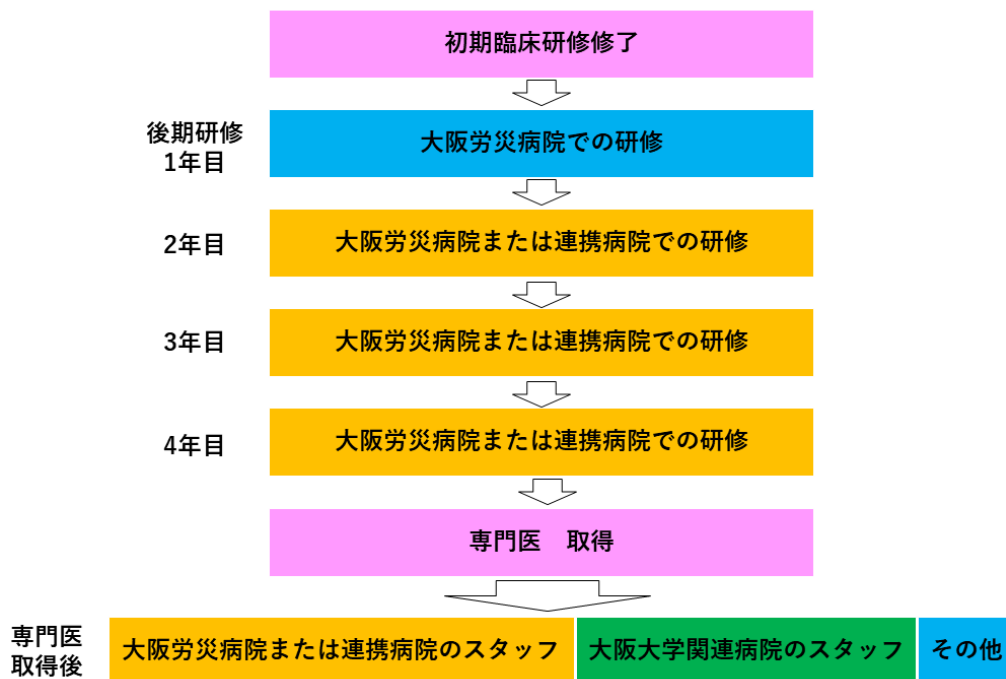 初期臨床研修修了
後期研修
1年目
大阪労災病院での研修
2年目
大阪労災病院または連携病院での研修
3年目
大阪労災病院または連携病院での研修
4年目
大阪労災病院または連携病院での研修
専門医　取得
専門医
取得後
大阪労災病院または連携病院のスタッフ
大阪大学関連病院のスタッフ
その他